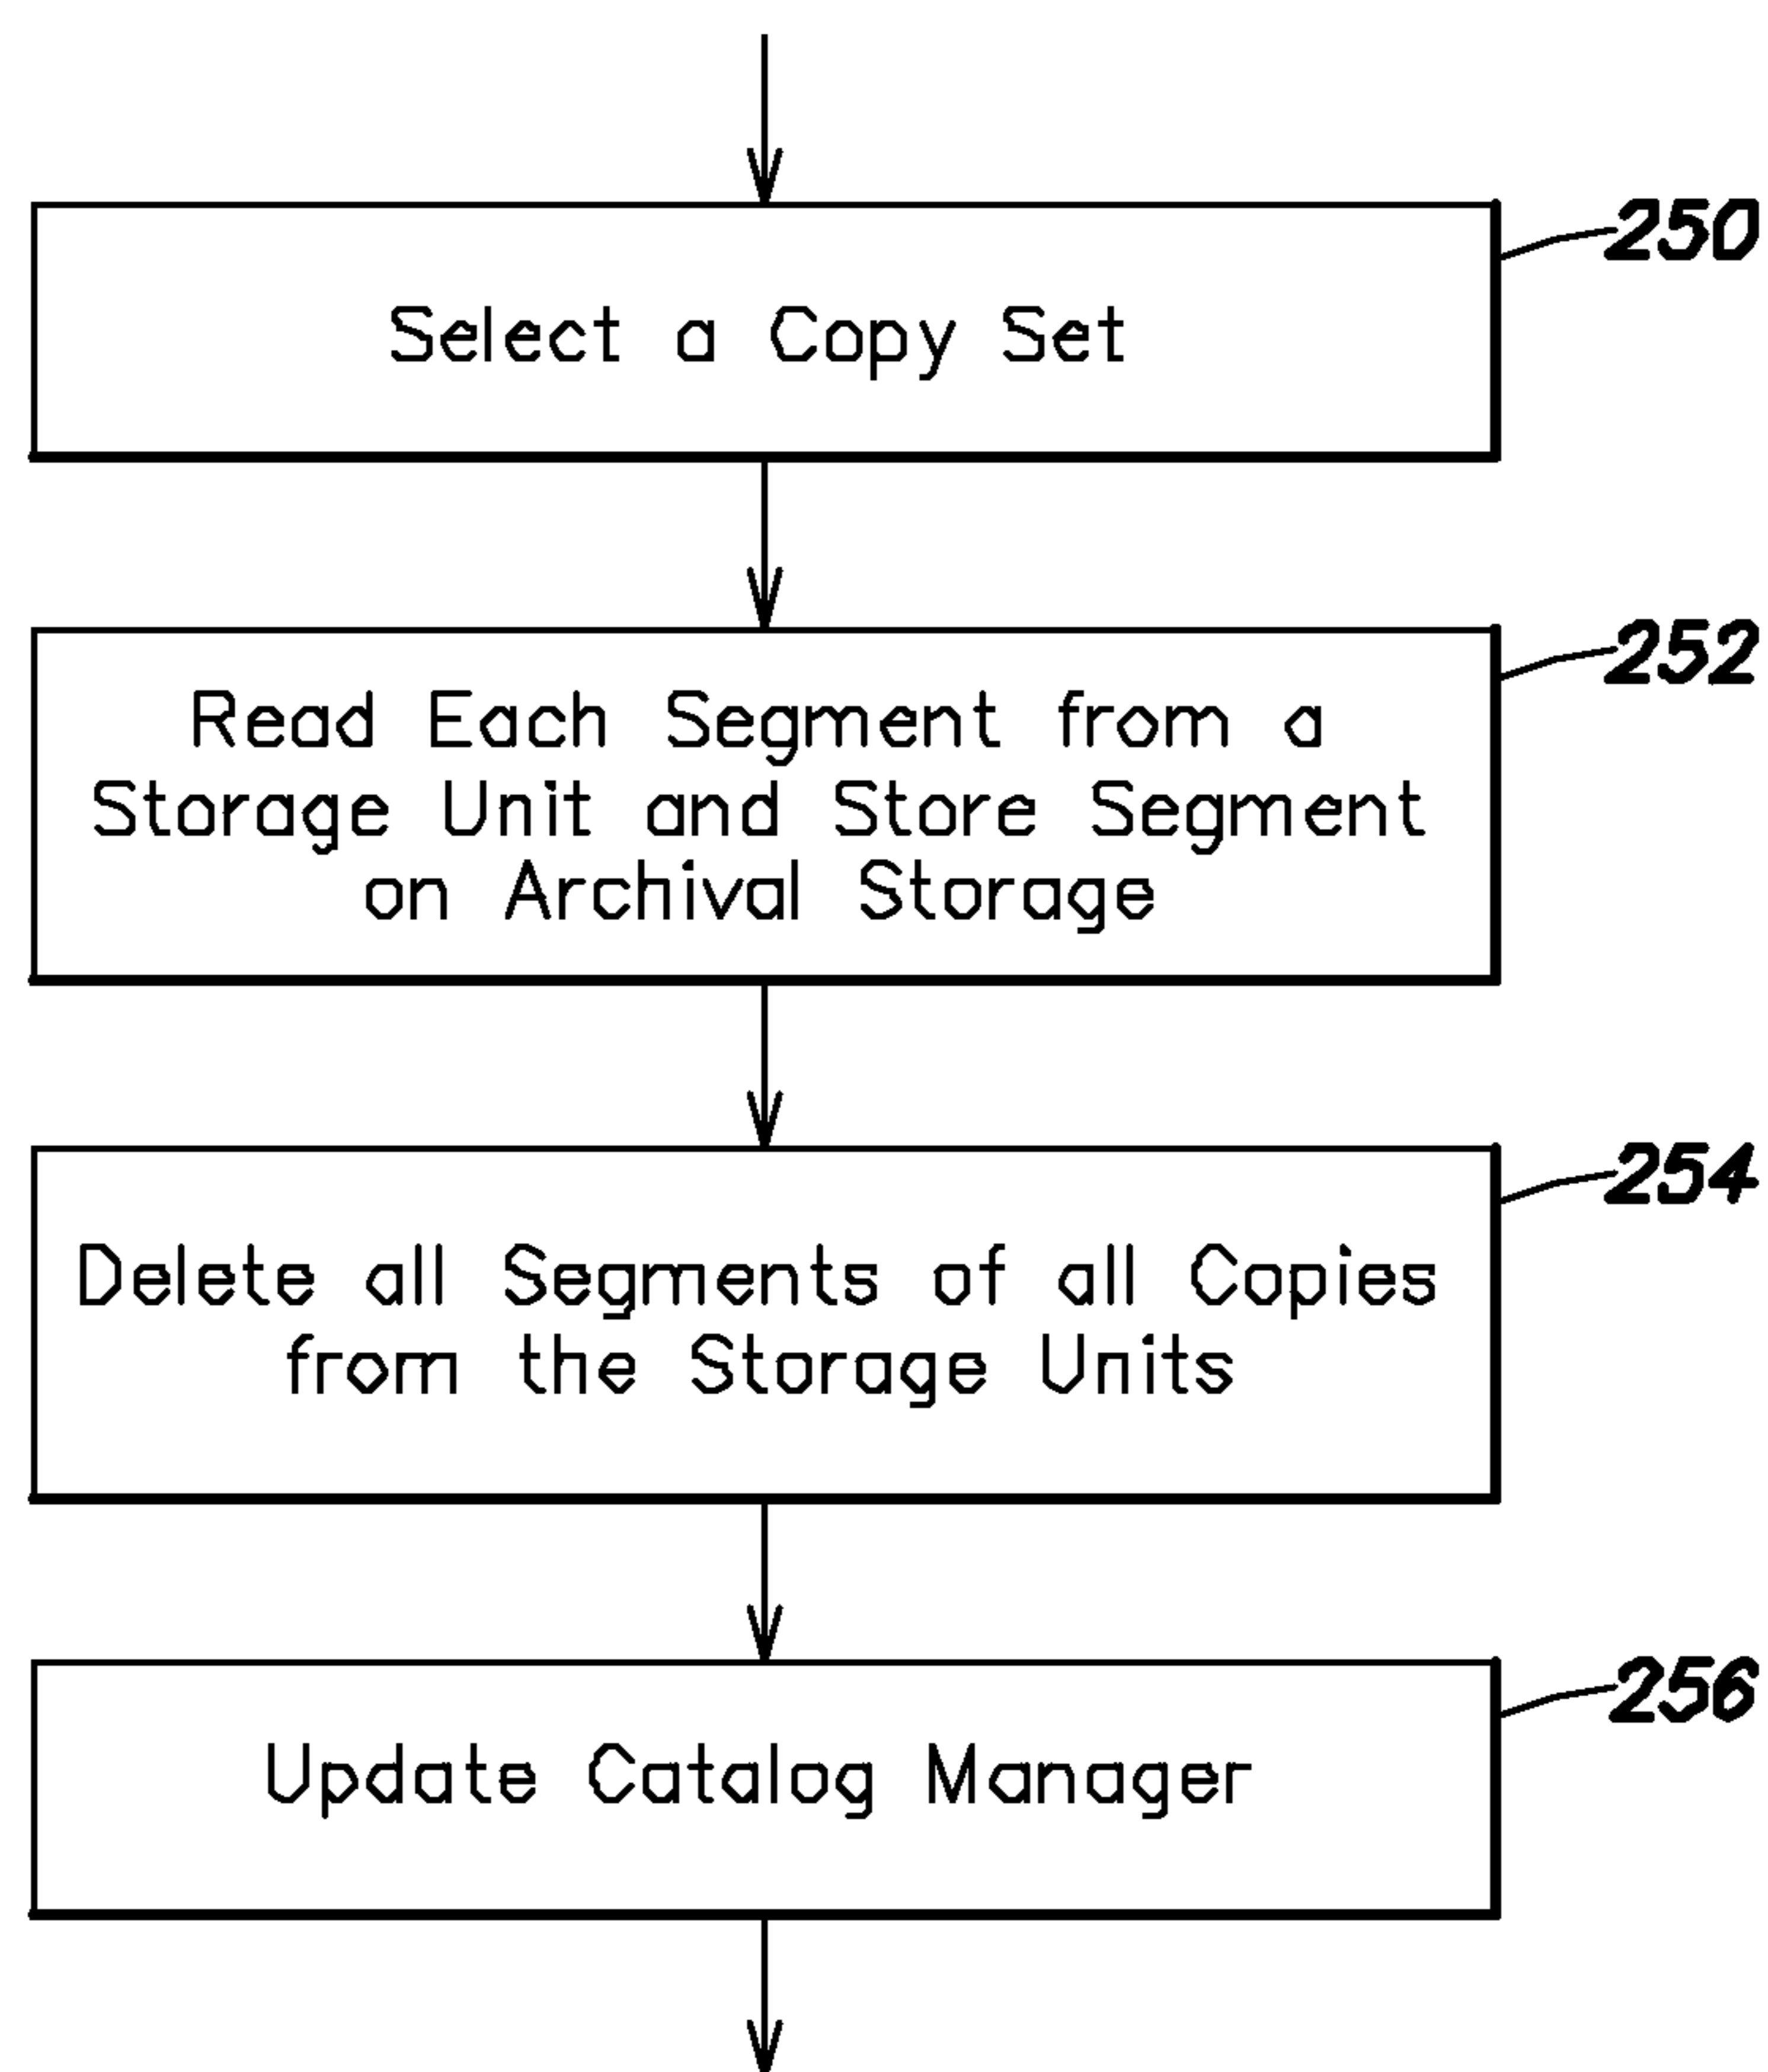 250
Select a Copy Set
252
Read Each Segment from a
Storage Unit and Store Segment
on Archival Storage
254
Delete all Segments of all Copies
from the Storage Units
256
Update Catalog Manager